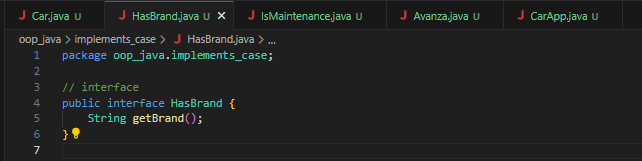 Car.java U HasBrand.java U IsMaintenance.java U Avanza.java U CarApp.java U
oop_java > implements_case > HasBrand.java > ...
1 package oop_java.implements_case;
2
3 // interface
4 public interface HasBrand {
5 String getBrand();
6 }
7